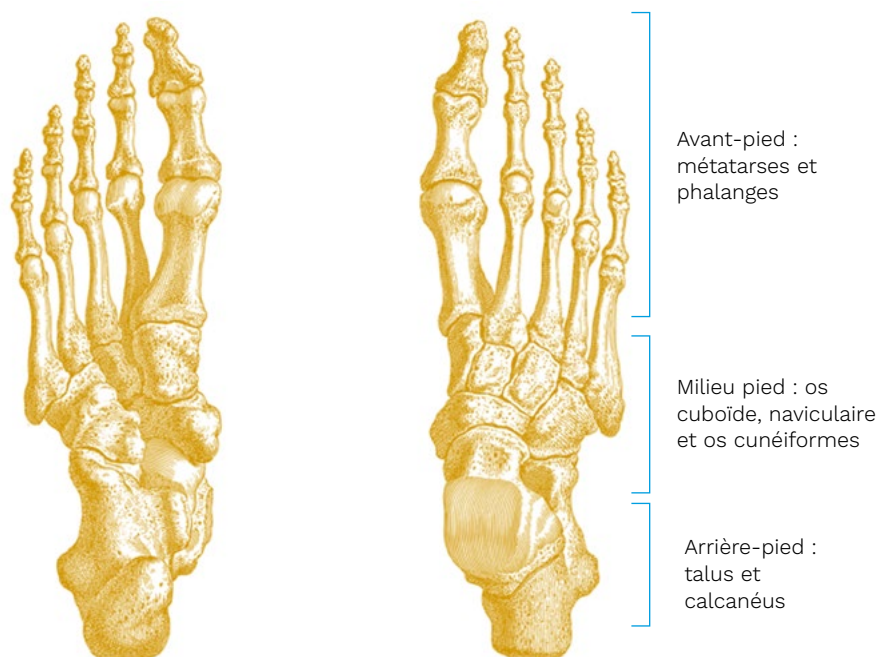 Avant-pied :
métatarses et
phalanges
Milieu pied : os
cuboïde, naviculaire
et os cunéiformes
Arrière-pied :
talus et
calcanéus